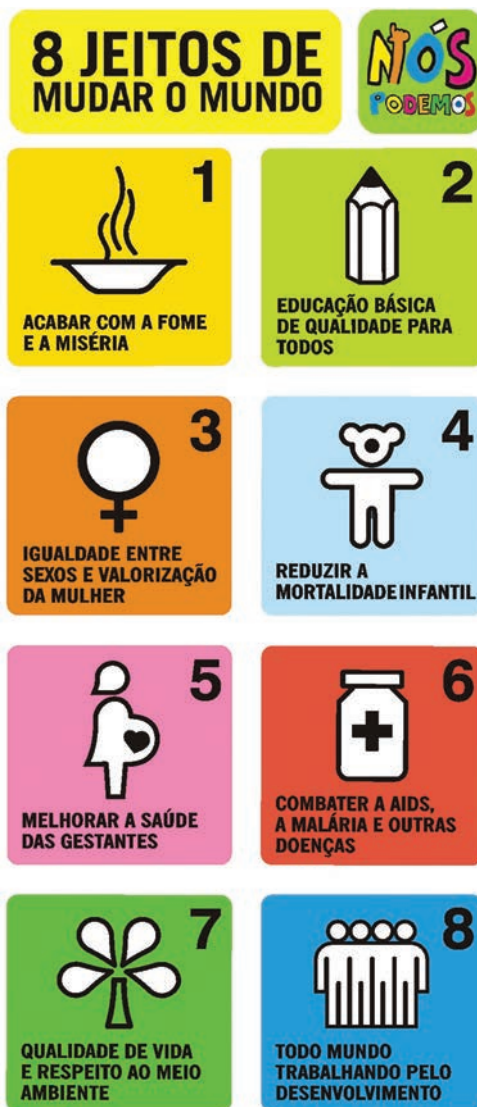 8 JEITOS DE
MUDAR O MUNDO
NÓS
PODEMOS
1
ACABAR COM A FOME
E A MISÉRIA
2
EDUCAÇÃO BÁSICA
DE QUALIDADE PARA
TODOS
3
IGUALDADE ENTRE
SEXOS E VALORIZAÇÃO
DA MULHER
4
REDUZIR A
MORTALIDADE INFANTIL
5
MELHORAR A SAÚDE
DAS GESTANTES
6
COMBATER A AIDS,
A MALÁRIA E OUTRAS
DOENÇAS
7
QUALIDADE DE VIDA
E RESPEITO AO MEIO
AMBIENTE
8
TODO MUNDO
TRABALHANDO PELO
DESENVOLVIMENTO